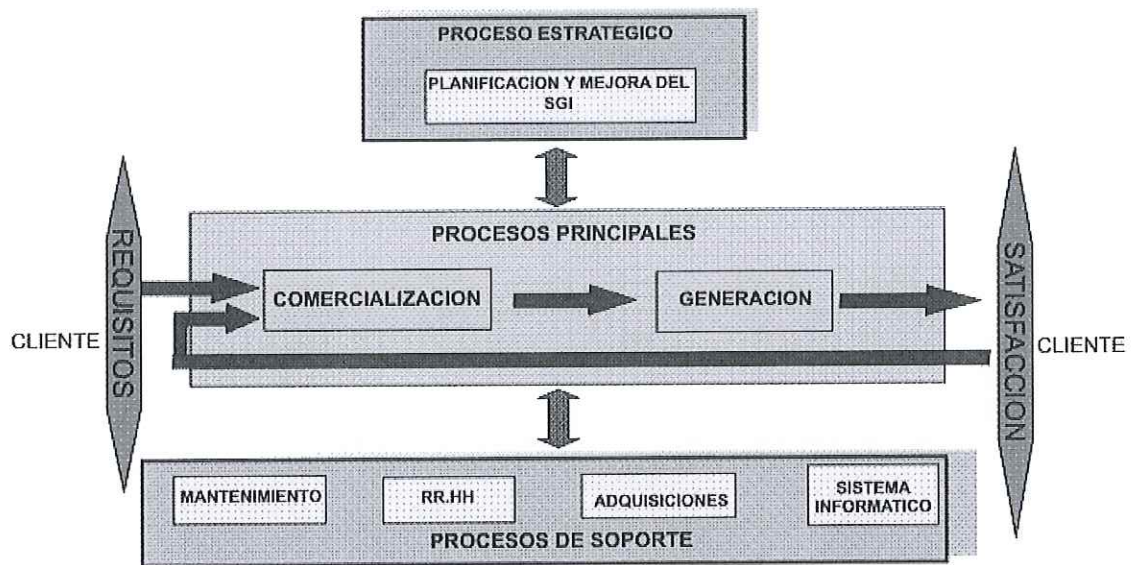 PROCESO ESTRATEGICO
PLANIFICACION Y MEJORA DEL
SGI
REQUISITOS
CLIENTE
PROCESOS PRINCIPALES
COMERCIALIZACION
GENERACION
SATISFACCION
CLIENTE
MANTENIMIENTO
RR.HH
ADQUISICIONES
SISTEMA
INFORMATICO
PROCESOS DE SOPORTE